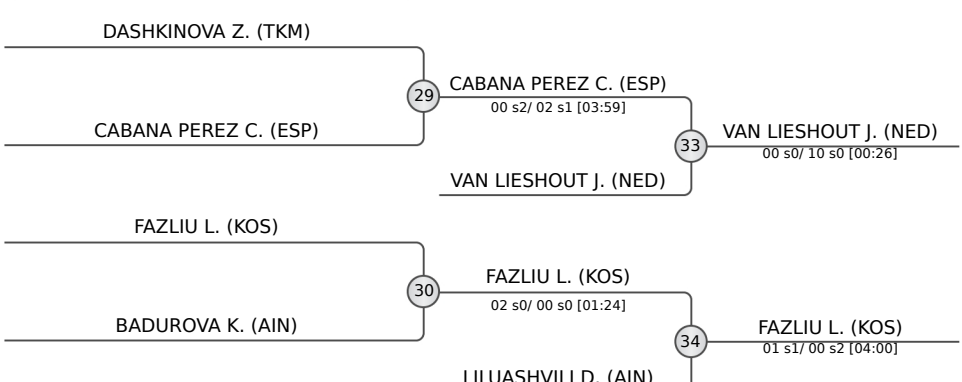 DASHKINOVA Z. (TKM)
CABANA PEREZ C. (ESP)
29
CABANA PEREZ C. (ESP)
00 s2/ 02 s1 [03:59]
VAN LIESHOUT J. (NED)
33
VAN LIESHOUT J. (NED)
00 s0/ 10 s0 [00:26]
FAZLIU L. (KOS)
BADUROVA K. (AIN)
30
FAZLIU L. (KOS)
02 s0/ 00 s0 [01:24]
LILUASHVILI D. (AIN)
34
FAZLIU L. (KOS)
01 s1/ 00 s2 [04:00]